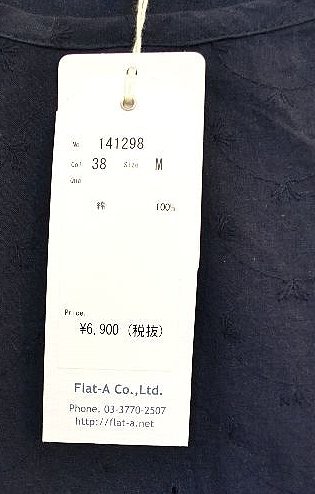 No 141298
Col 38 Size M
Qua
綿 100%
Price.
¥6,900 (税抜)
Flat-A Co.,Ltd.
Phone. 03-3770-2507
http://flat-a.net